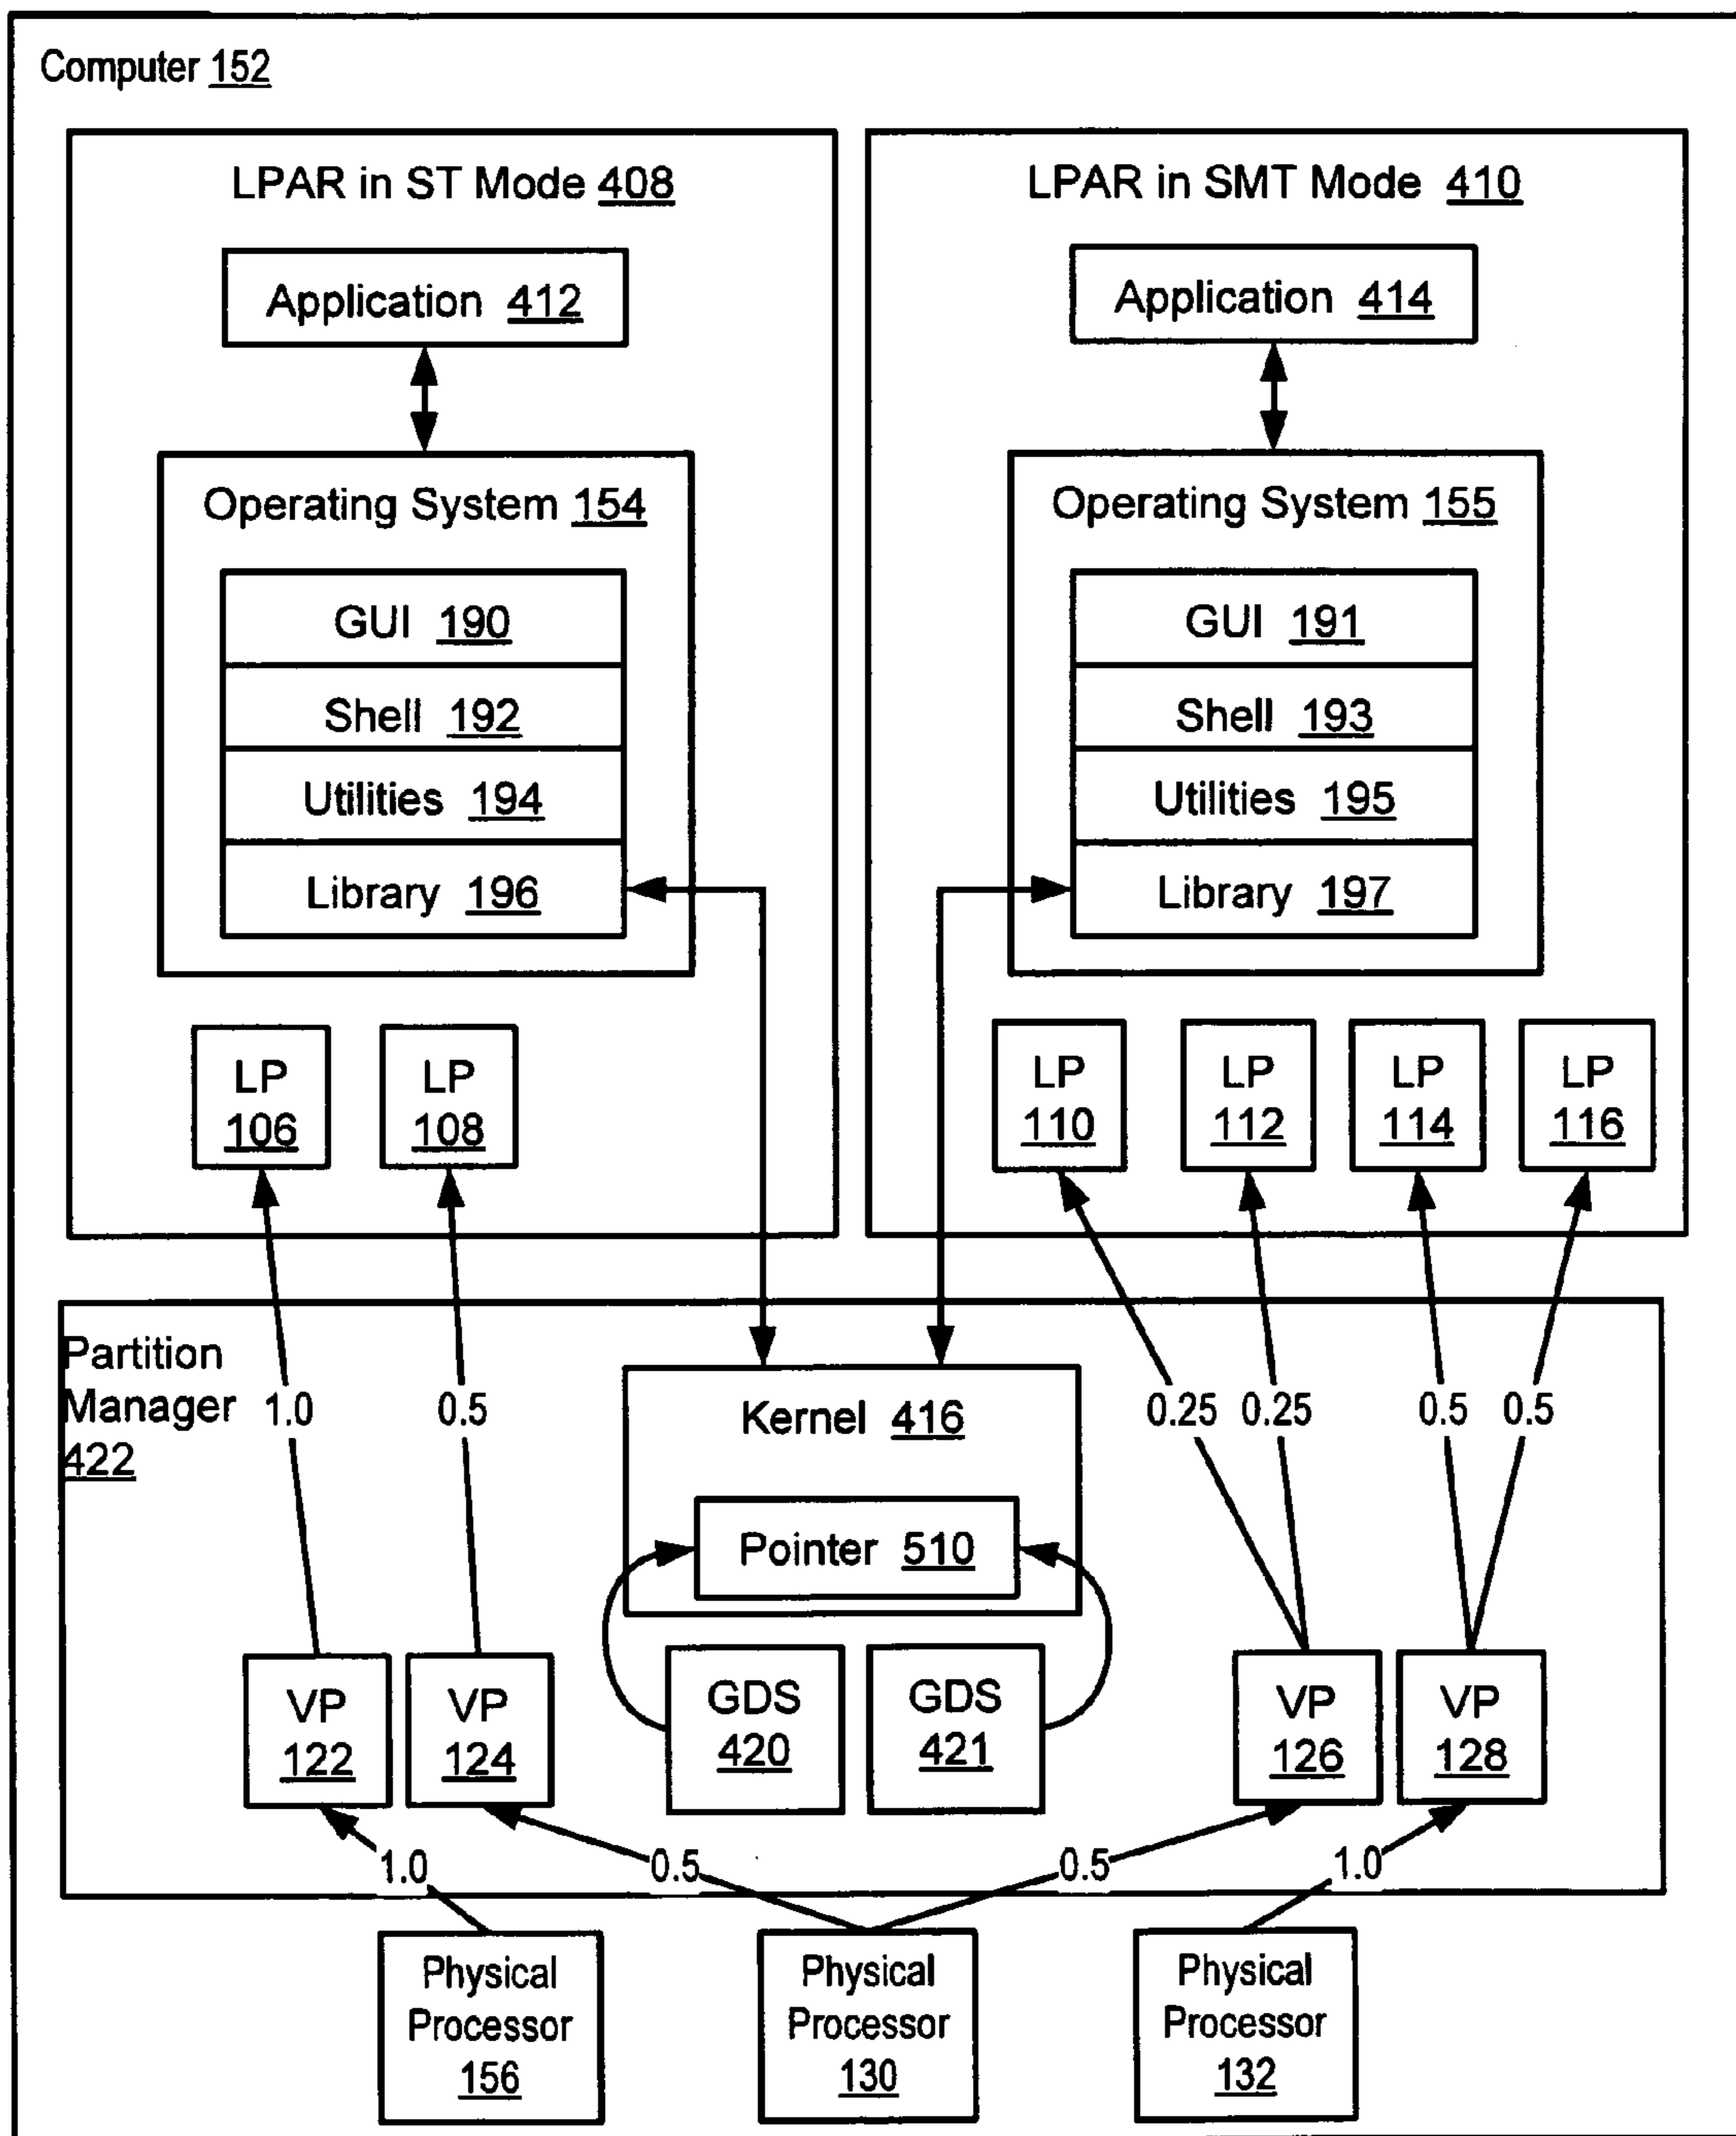 Computer 152
LPAR in ST Mode 408
Application 412
Operating System 154
GUI 190
Shell 192
Utilities 194
Library 196
LP
106
LP
108
LPAR in SMT Mode 410
Application 414
Operating System 155
GUI 191
Shell 193
Utilities 195
Library 197
LP
110
LP
112
LP
114
LP
116
Partition
Manager
422
1.0
0.5
Kernel 416
Pointer 510
0.25
0.25
0.5
0.5
VP
122
VP
124
GDS
420
GDS
421
VP
126
VP
128
1.0
0.5
0.5
1.0
Physical
Processor
156
Physical
Processor
130
Physical
Processor
132